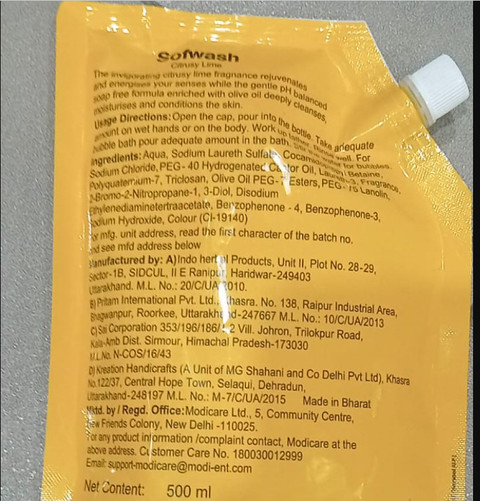 Sofwash
Citrusy Lime
The invigorating citrusy lime fragnance rejuvenates
and energises your senses while the gentle pH balanced
soap free formula enriched with olive oil deeply cleanses,
moisturises and conditions the skin.
Usage Directions: Open the cap, pour into the bottle. Take adequate
amount on wet hands or on the body. Work up lather, rinse well. For
bubble bath pour adequate amount in the bath. for bubbles.
Ingredients: Aqua, Sodium Laureth Sulfate, Betaine,
Sodium Chloride, PEG- 40 Hydrogenated Castor Oil, Fragrance,
Polyquaternium-7, Triclosan, Olive Oil PEG-7 Esters, PEG- 75 Lanolin,
2-Bromo-2-Nitropropane-1, 3-Diol, Disodium
Ethylenediaminetertraacetate, Benzophenone - 4, Benzophenone-3,
Sodium Hydroxide, Colour (CI-19140)
For mfg. unit address, read the first character of the batch no.
and see mfd address below
Manufactured by: A) Indo herbal Products, Unit II, Plot No. 28-29,
Sector-1B, SIDCUL, II E Ranipur, Haridwar-249403
Uttarakhand. M.L. No.: 20/C/UA/2010.
B) Pritam International Pvt. Ltd., Khasra. No. 138, Raipur Industrial Area,
Bhagwanpur, Roorkee, Uttarakhand-247667 M.L. No.: 10/C/UA/2013
C) Sai Corporation 353/196/186/1-2 Vill. Johron, Trilokpur Road,
Kala-Amb Dist. Sirmour, Himachal Pradesh-173030
M.L.No. N-COS/16/43
D) Kreation Handicrafts (A Unit of MG Shahani and Co Delhi Pvt Ltd), Khasra
No.122/37, Central Hope Town, Selaqui, Dehradun,
Uttarakhand-248197 M.L. No.: M-7/C/UA/2015 Made in Bharat
Mktd. by / Regd. Office: Modicare Ltd., 5, Community Centre,
New Friends Colony, New Delhi -110025.
For any product information /complaint contact, Modicare at the
above address. Customer Care No. 180030012999
Email: support-modicare@modi-ent.com
Net Content: 500 ml